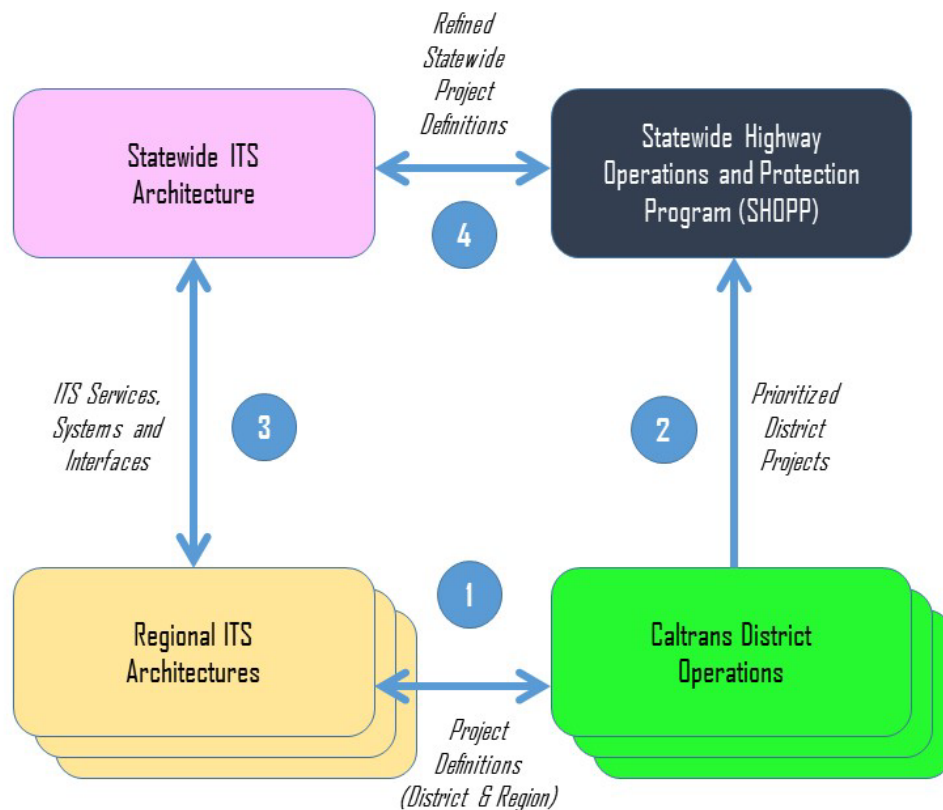 Refined
Statewide
Project
Definitions
Statewide ITS
Architecture
Statewide Highway
Operations and Protection
Program (SHOPP)
4
ITS Services,
Systems and
Interfaces
3
2
Prioritized
District
Projects
1
Regional ITS
Architectures
Caltrans District
Operations
Project
Definitions
(District & Region)